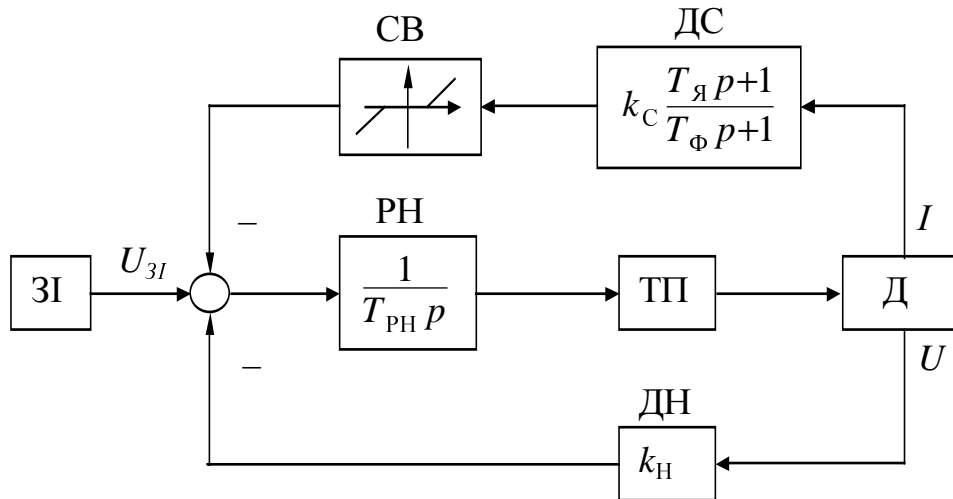 СВ
ДС
k_С (T_Я p+1)/(T_Ф p+1)
–
РН
I
ЗІ
U_ЗІ
1/(T_РН p)
ТП
Д
–
U
ДН
k_Н